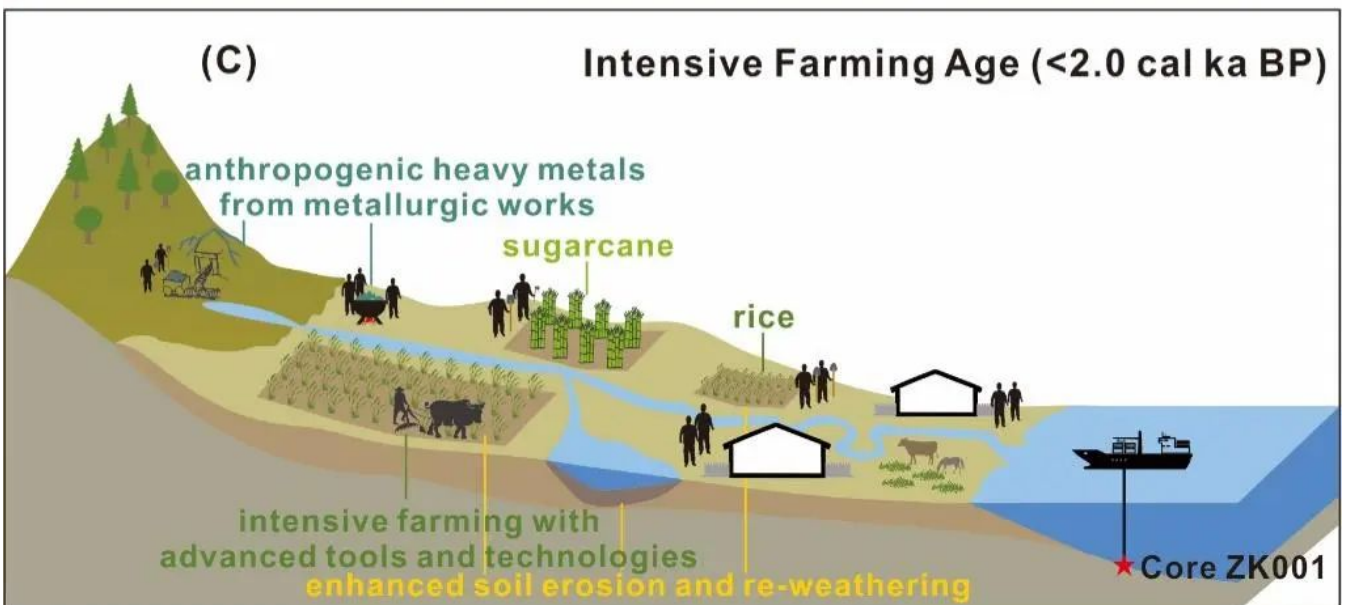 (C)
Intensive Farming Age (<2.0 cal ka BP)
anthropogenic heavy metals
from metallurgic works
sugarcane
rice
intensive farming with
advanced tools and technologies
enhanced soil erosion and re-weathering
Core ZK001